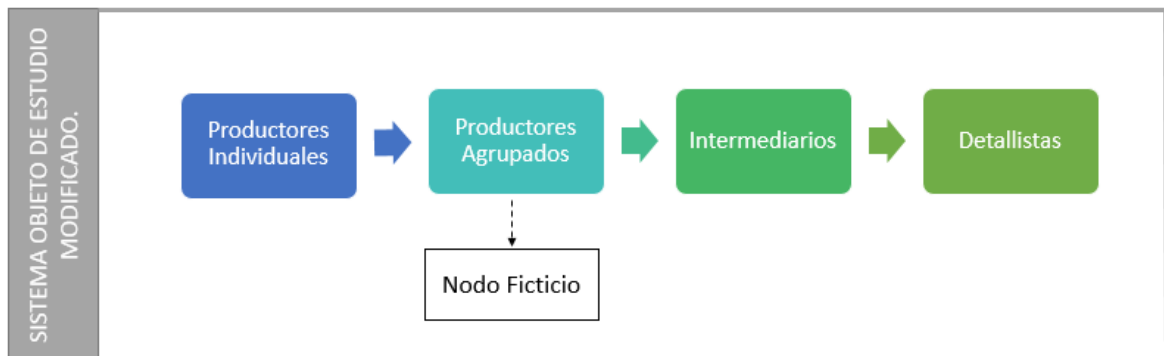 SISTEMA OBJETO DE ESTUDIO
MODIFICADO.
Productores
Individuales
Productores
Agrupados
Intermediarios
Detallistas
Nodo Ficticio